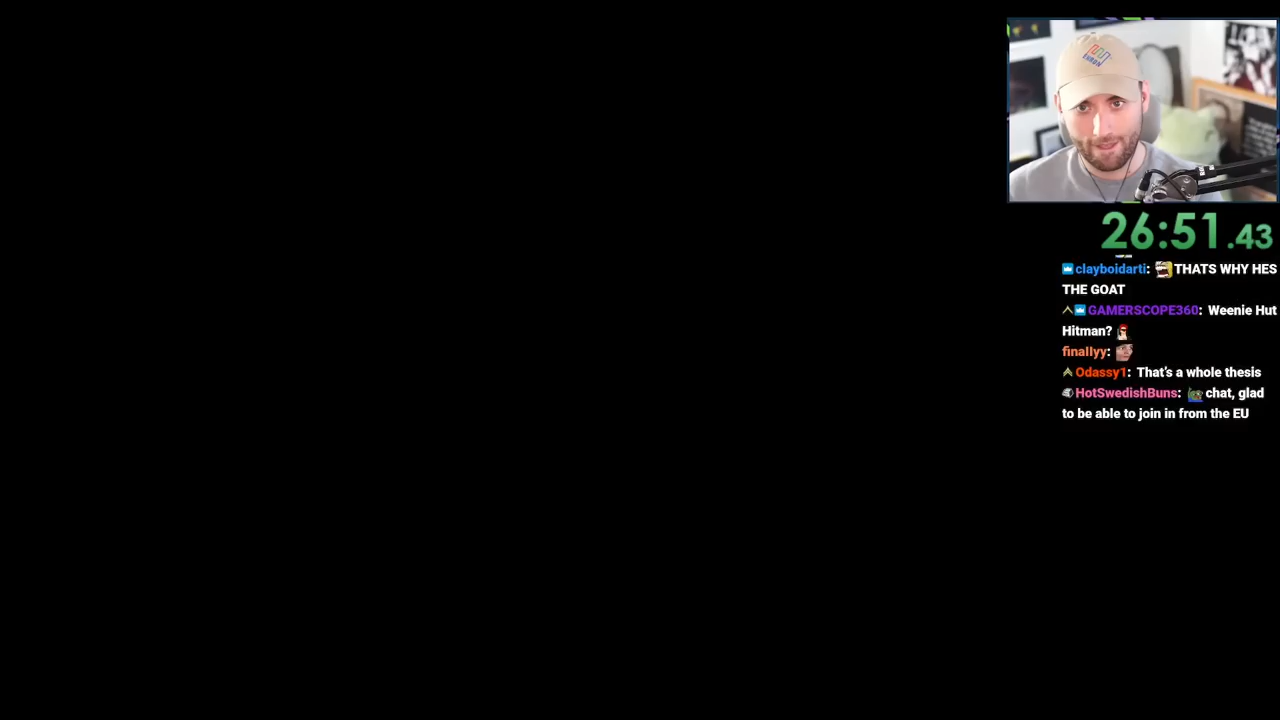 ENRON
26:51.43
clayboidarti: THATS WHY HES
THE GOAT
GAMERSCOPE360: Weenie Hut
Hitman?
finallyy:
Odassy1: That's a whole thesis
HotSwedishBuns: chat, glad
to be able to join in from the EU